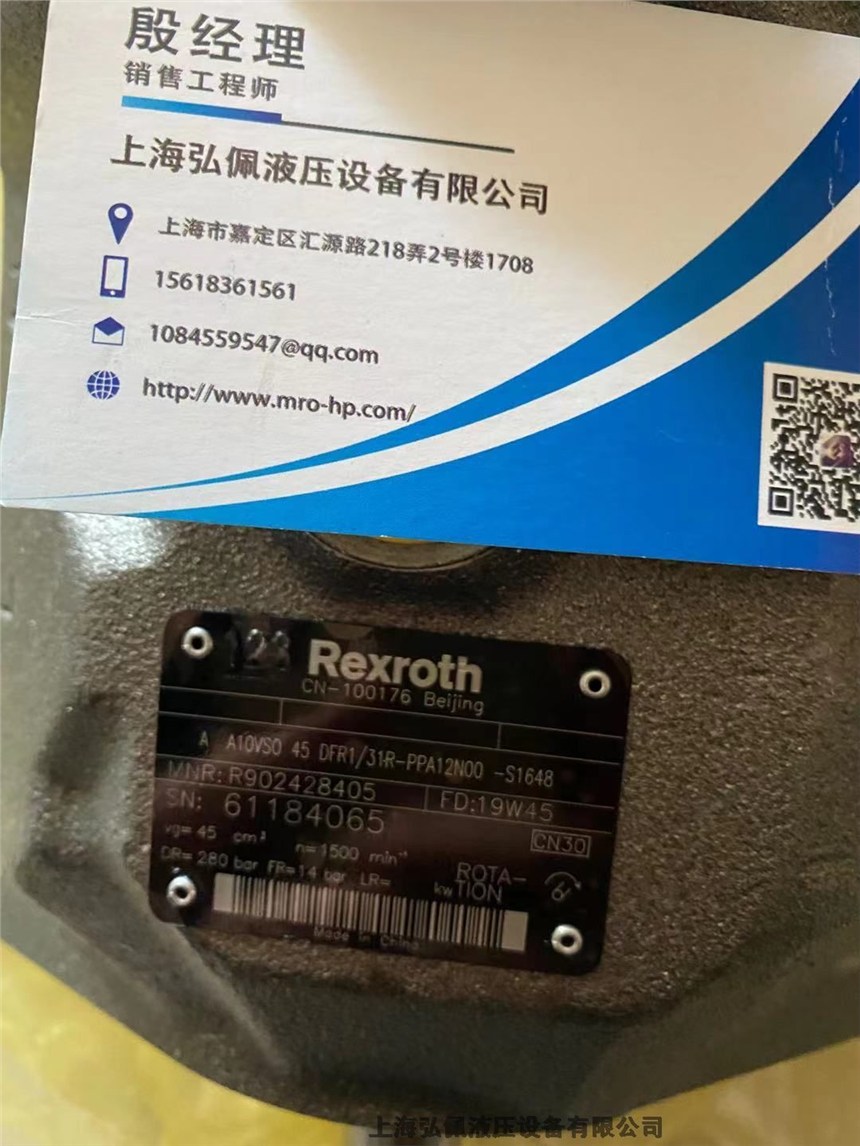 殷经理
销售工程师
上海弘佩液压设备有限公司
上海市嘉定区汇源路218弄2号楼1708
15618361561
1084559547@qq.com
http://www.mro-hp.com/
123 Rexroth
CN-100176 Beijing
A A10VSO 45 DFR1/31R-PPA12N00 -S1648
MNR: R902428405 FD: 19W45
SN: 61184065
CN30
vg= 45 cm³ n= 1500 min⁻¹
DR= 280 bar FR= 14 bar LR= kw ROTA-
TION
Made in China
上海弘佩液压设备有限公司